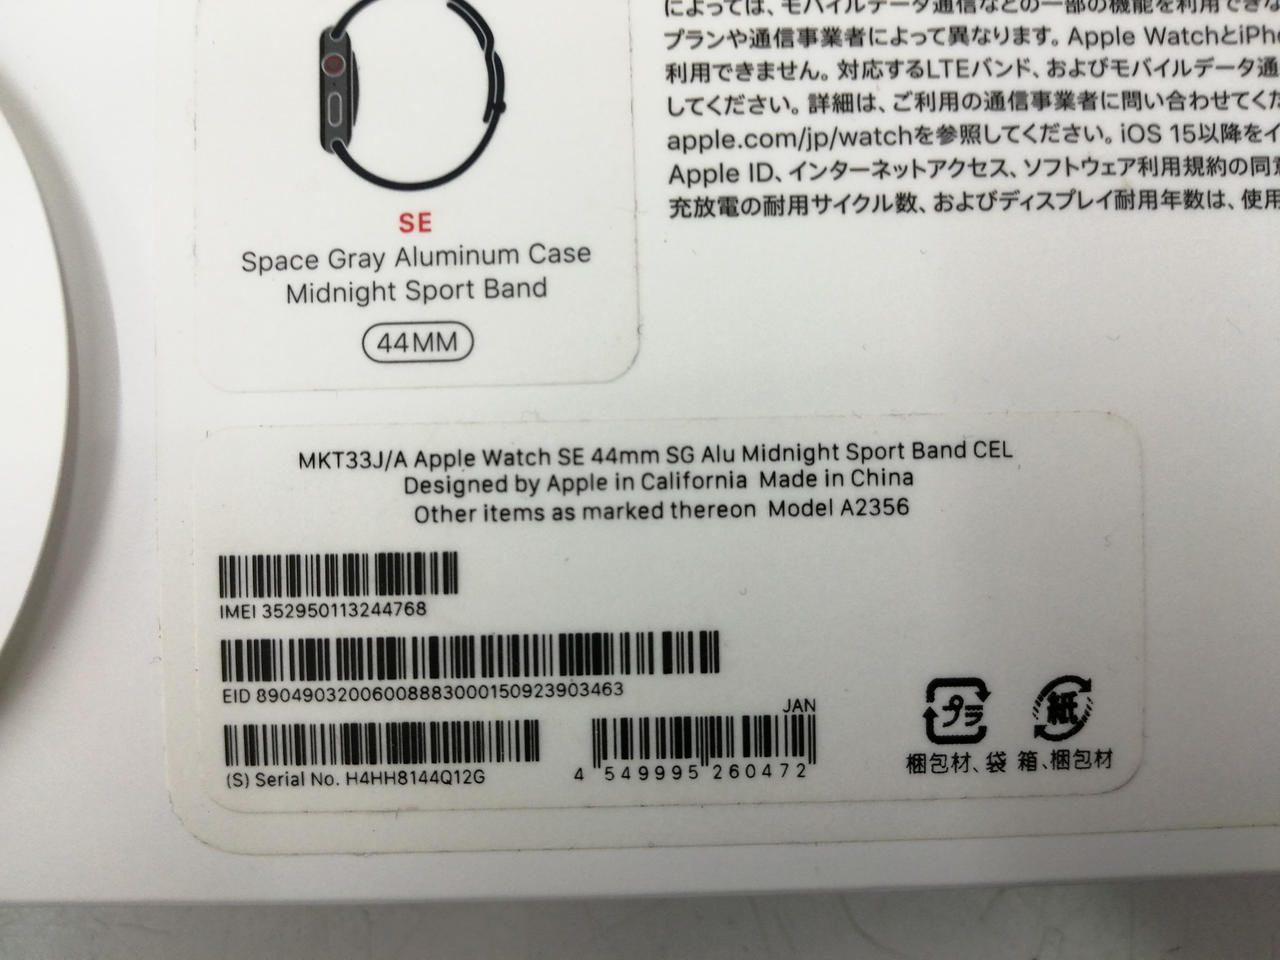 によっては、モバイルデータ通信などの一部の機能を利用できな
プランや通信事業者によって異なります。Apple WatchとiPho
利用できません。対応するLTEバンド、およびモバイルデータ通
してください。詳細は、ご利用の通信事業者に問い合わせてくだ
apple.com/jp/watchを参照してください。iOS 15以降をイ
Apple ID、インターネットアクセス、ソフトウェア利用規約の同意
充放電の耐用サイクル数、およびディスプレイ耐用年数は、使用
SE
Space Gray Aluminum Case
Midnight Sport Band
44MM
MKT33J/A Apple Watch SE 44mm SG Alu Midnight Sport Band CEL
Designed by Apple in California Made in China
Other items as marked thereon Model A2356
IMEI 352950113244768
EID 89049032006008883000150923903463
JAN
(S) Serial No. H4HH8144Q12G
4 549995 260472
プラ
紙
梱包材、袋 箱、梱包材